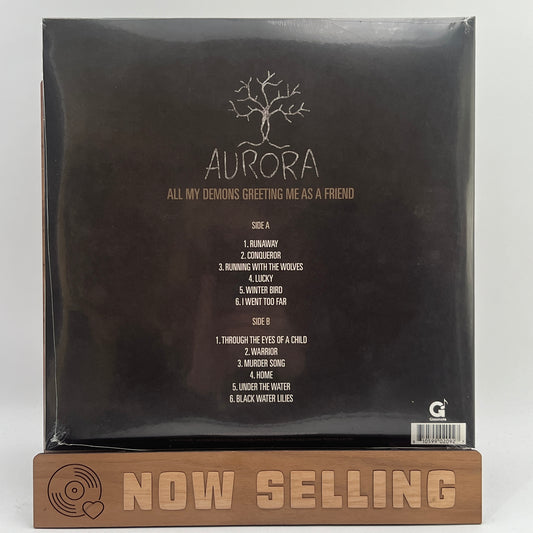 AURORA
ALL MY DEMONS GREETING ME AS A FRIEND
SIDE A
1. RUNAWAY
2. CONQUEROR
3. RUNNING WITH THE WOLVES
4. LUCKY
5. WINTER BIRD
6. I WENT TOO FAR
SIDE B
1. THROUGH THE EYES OF A CHILD
2. WARRIOR
3. MURDER SONG
4. HOME
5. UNDER THE WATER
6. BLACK WATER LILIES
G
Glassnote
NOW SELLING